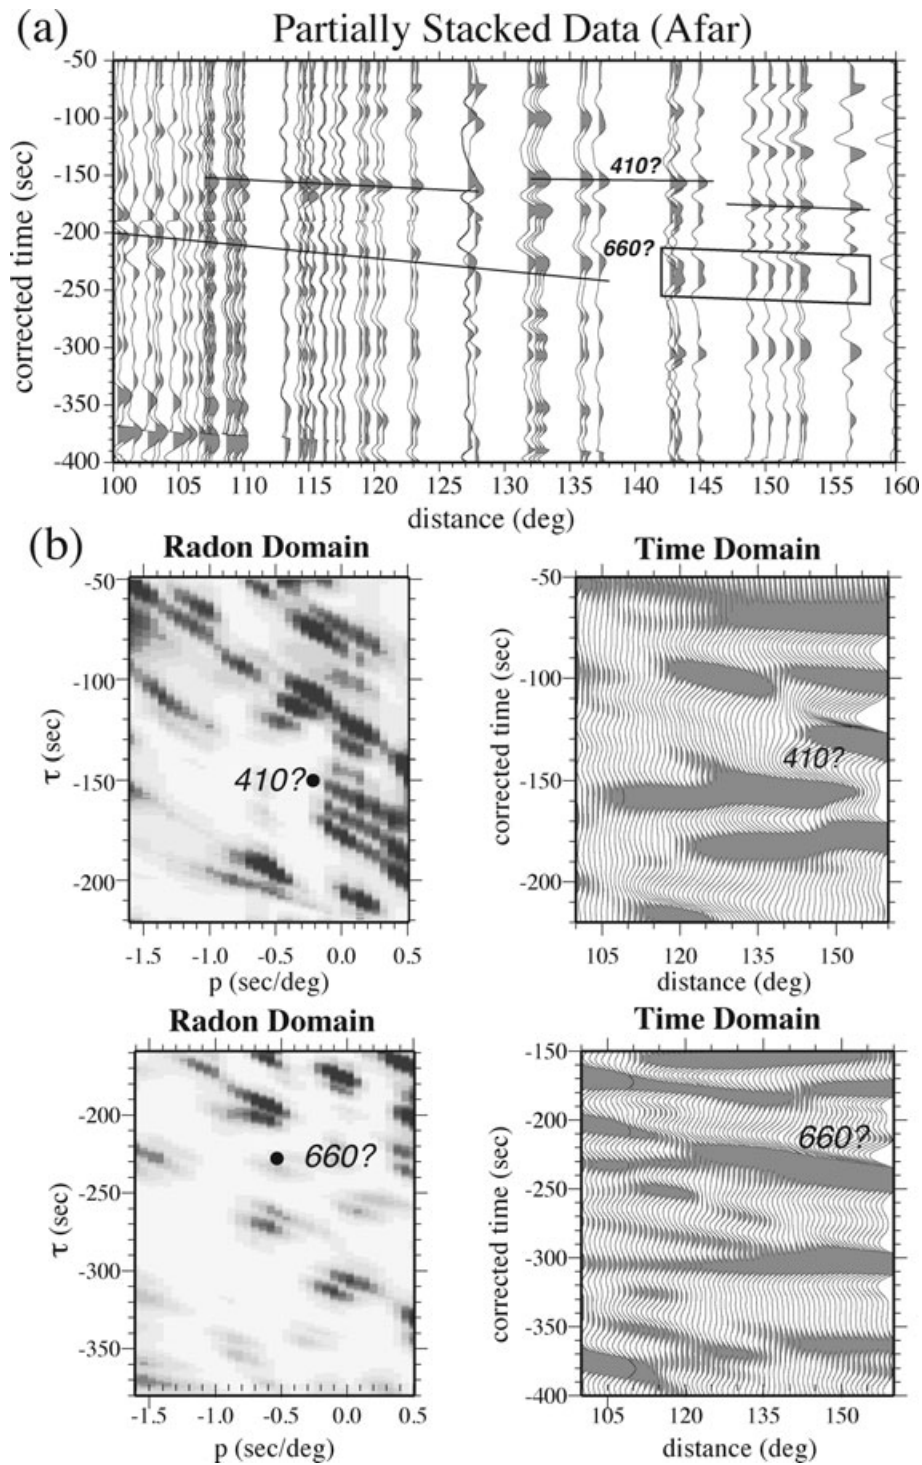 (a) Partially Stacked Data (Afar)
corrected time (sec)
-50
-100
-150
-200
-250
-300
-350
-400
410?
660?
100 105 110 115 120 125 130 135 140 145 150 155 160
distance (deg)
(b)
Radon Domain
τ (sec)
-50
-100
-150
-200
410?
-1.5 -1.0 -0.5 0.0 0.5
p (sec/deg)
Time Domain
corrected time (sec)
-50
-100
-150
-200
410?
105 120 135 150
distance (deg)
Radon Domain
τ (sec)
-200
-250
-300
-350
660?
-1.5 -1.0 -0.5 0.0 0.5
p (sec/deg)
Time Domain
corrected time (sec)
-150
-200
-250
-300
-350
-400
660?
105 120 135 150
distance (deg)